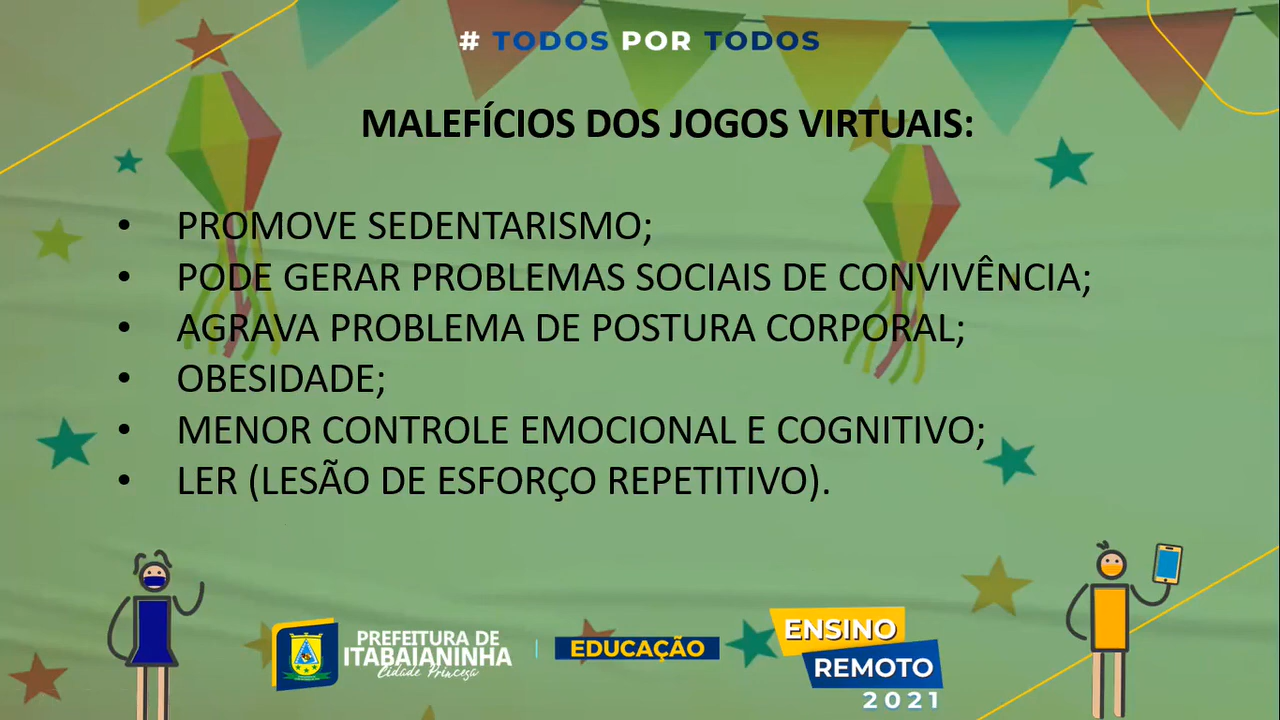 # TODOS POR TODOS
MALEFÍCIOS DOS JOGOS VIRTUAIS:
• PROMOVE SEDENTARISMO;
• PODE GERAR PROBLEMAS SOCIAIS DE CONVIVÊNCIA;
• AGRAVA PROBLEMA DE POSTURA CORPORAL;
• OBESIDADE;
• MENOR CONTROLE EMOCIONAL E COGNITIVO;
• LER (LESÃO DE ESFORÇO REPETITIVO).
PREFEITURA DE
ITABAIANINHA
Cidade Princesa
EDUCAÇÃO
ENSINO
REMOTO
2021